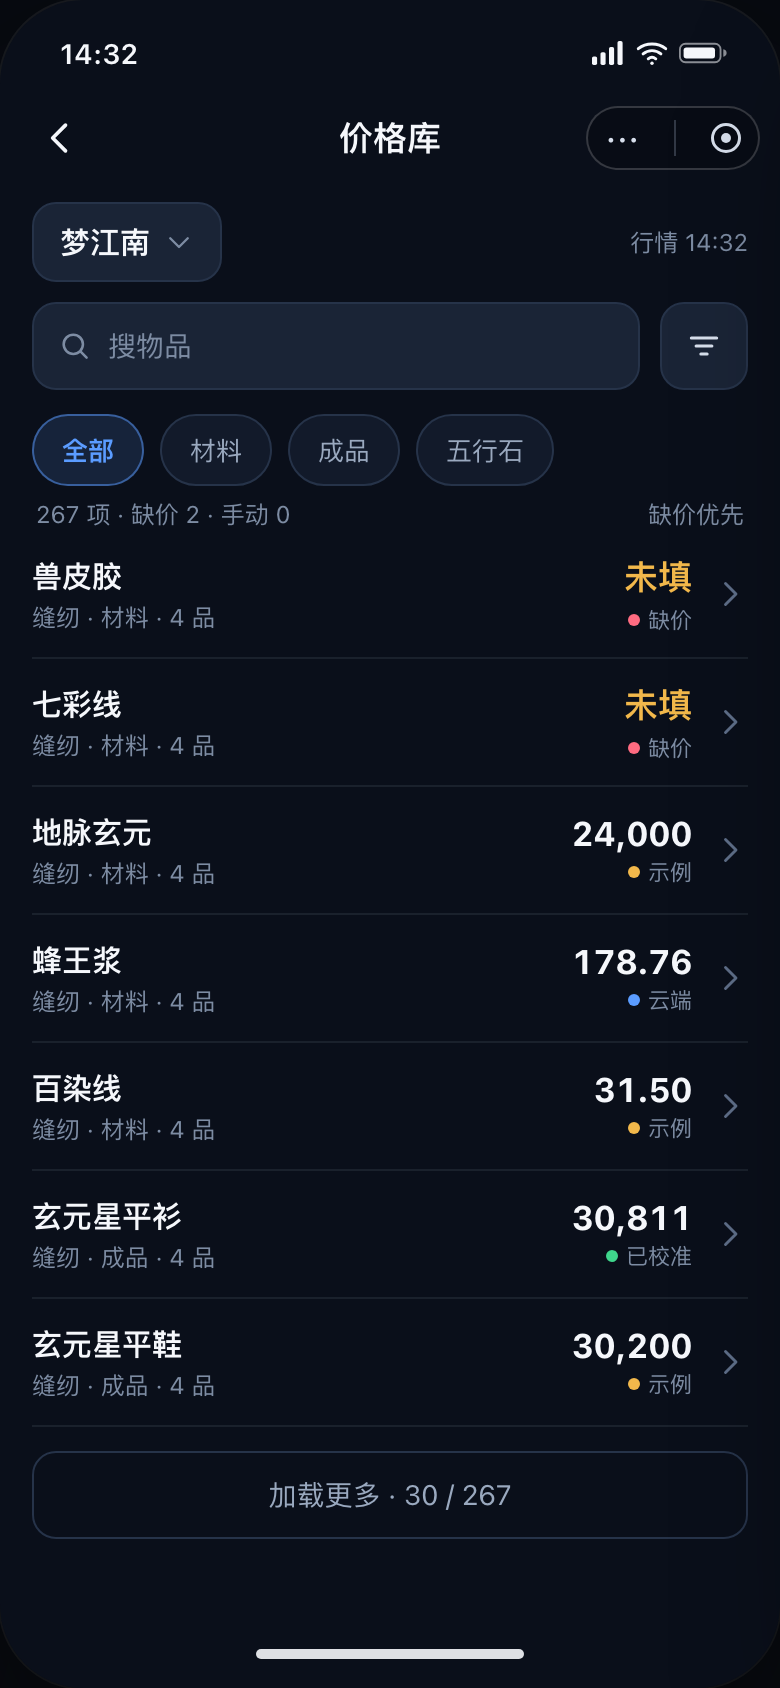 14:32
价格库
梦江南
行情 14:32
搜物品
全部
材料
成品
五行石
267 项 · 缺价 2 · 手动 0
缺价优先
兽皮胶
未填
缝纫 · 材料 · 4 品
缺价
七彩线
未填
缝纫 · 材料 · 4 品
缺价
地脉玄元
24,000
缝纫 · 材料 · 4 品
示例
蜂王浆
178.76
缝纫 · 材料 · 4 品
云端
百染线
31.50
缝纫 · 材料 · 4 品
示例
玄元星平衫
30,811
缝纫 · 成品 · 4 品
已校准
玄元星平鞋
30,200
缝纫 · 成品 · 4 品
示例
加载更多 · 30 / 267